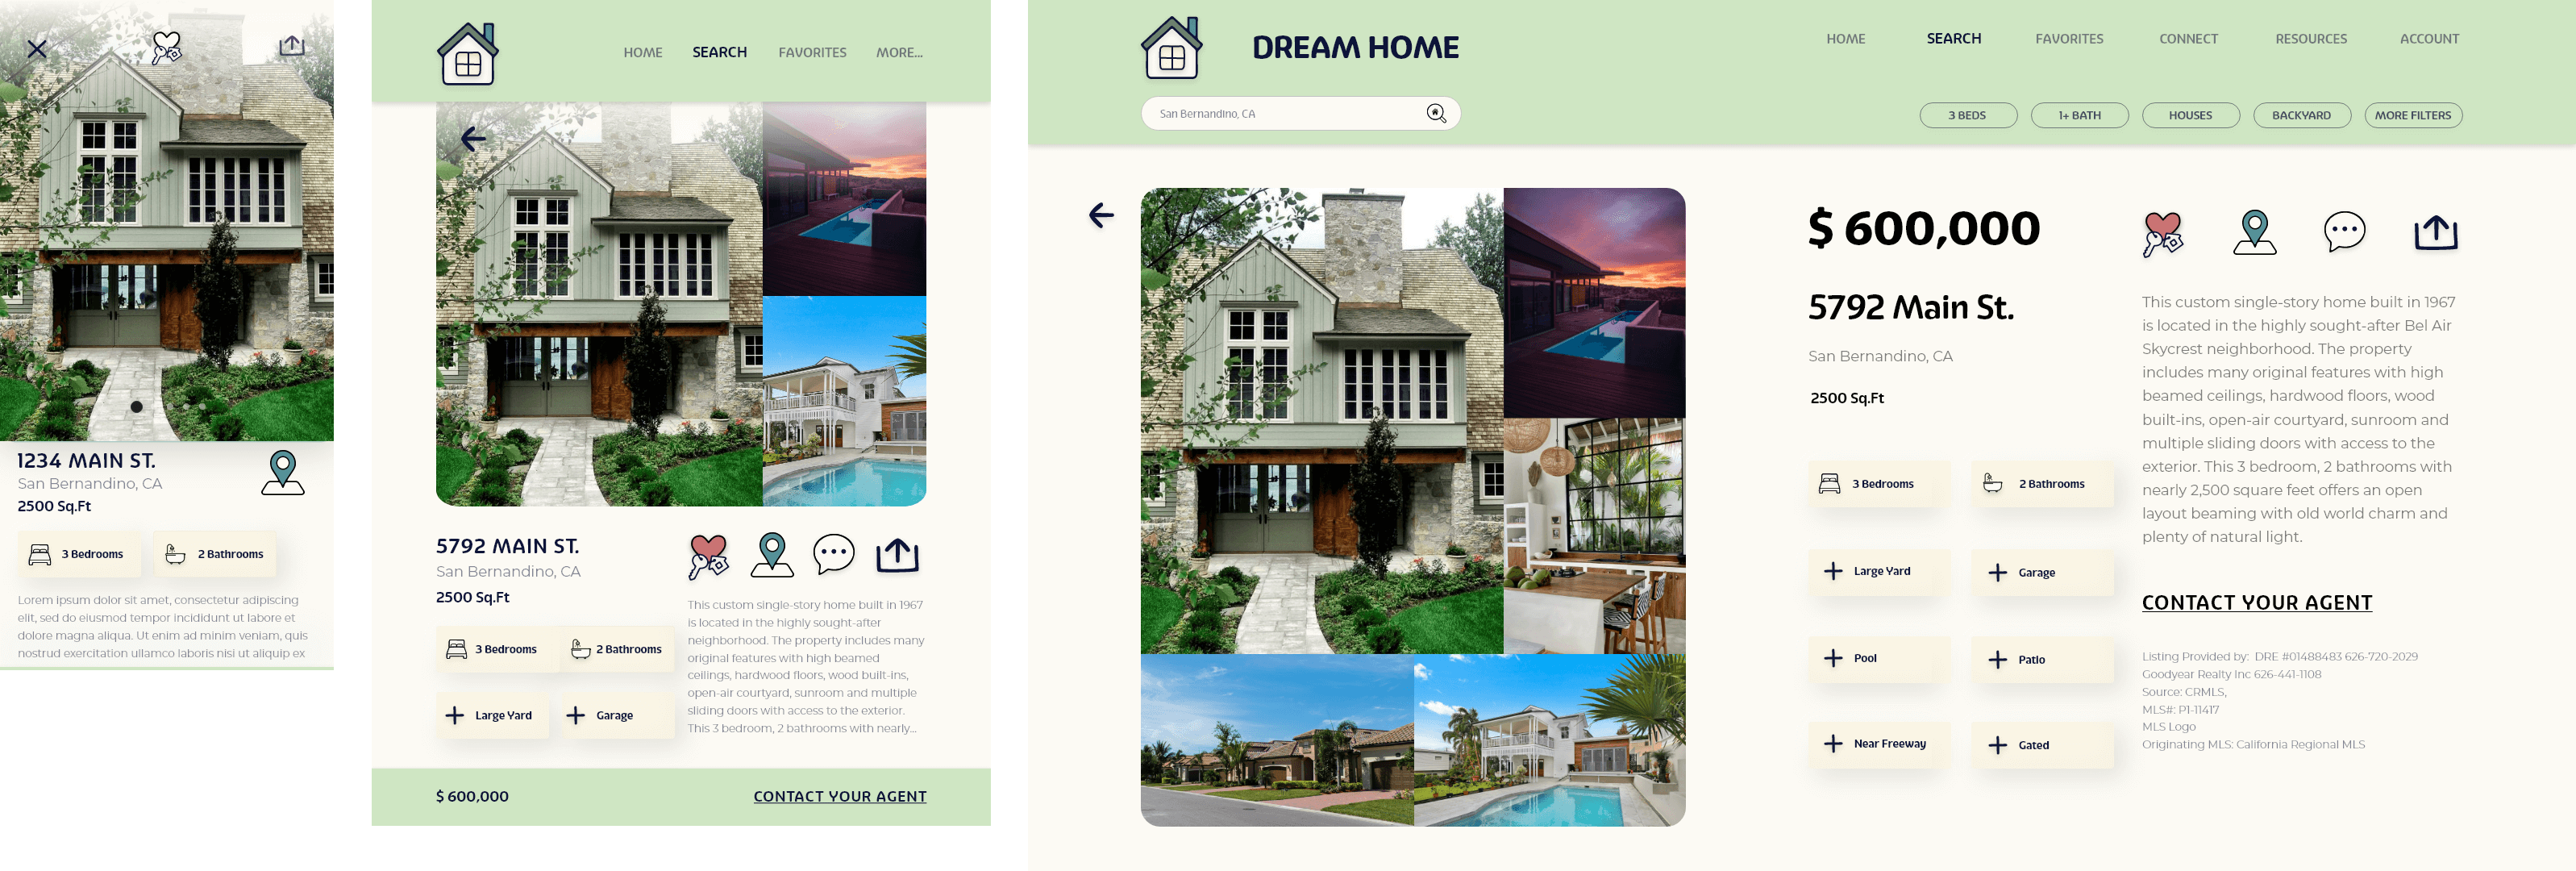 1234 MAIN ST.
San Bernandino, CA
2500 Sq.Ft
3 Bedrooms
2 Bathrooms
Lorem ipsum dolor sit amet, consectetur adipiscing
elit, sed do eiusmod tempor incididunt ut labore et
dolore magna aliqua. Ut enim ad minim veniam, quis
nostrud exercitation ullamco laboris nisi ut aliquip ex
HOME
SEARCH
FAVORITES
MORE...
5792 MAIN ST.
San Bernandino, CA
2500 Sq.Ft
3 Bedrooms
2 Bathrooms
Large Yard
Garage
This custom single-story home built in 1967
is located in the highly sought-after
neighborhood. The property includes many
original features with high beamed
ceilings, hardwood floors, wood built-ins,
open-air courtyard, sunroom and multiple
sliding doors with access to the exterior.
This 3 bedroom, 2 bathrooms with nearly...
$ 600,000
CONTACT YOUR AGENT
DREAM HOME
HOME
SEARCH
FAVORITES
CONNECT
RESOURCES
ACCOUNT
San Bernandino, CA
3 BEDS
1+ BATH
HOUSES
BACKYARD
MORE FILTERS
$ 600,000
5792 Main St.
San Bernandino, CA
2500 Sq.Ft
3 Bedrooms
2 Bathrooms
Large Yard
Garage
Pool
Patio
Near Freeway
Gated
This custom single-story home built in 1967
is located in the highly sought-after Bel Air
Skycrest neighborhood. The property
includes many original features with high
beamed ceilings, hardwood floors, wood
built-ins, open-air courtyard, sunroom and
multiple sliding doors with access to the
exterior. This 3 bedroom, 2 bathrooms with
nearly 2,500 square feet offers an open
layout beaming with old world charm and
plenty of natural light.
CONTACT YOUR AGENT
Listing Provided by: DRE #01488483 626-720-2029
Goodyear Realty Inc 626-441-1108
Source: CRMLS,
MLS#: P1-11417
MLS Logo
Originating MLS: California Regional MLS